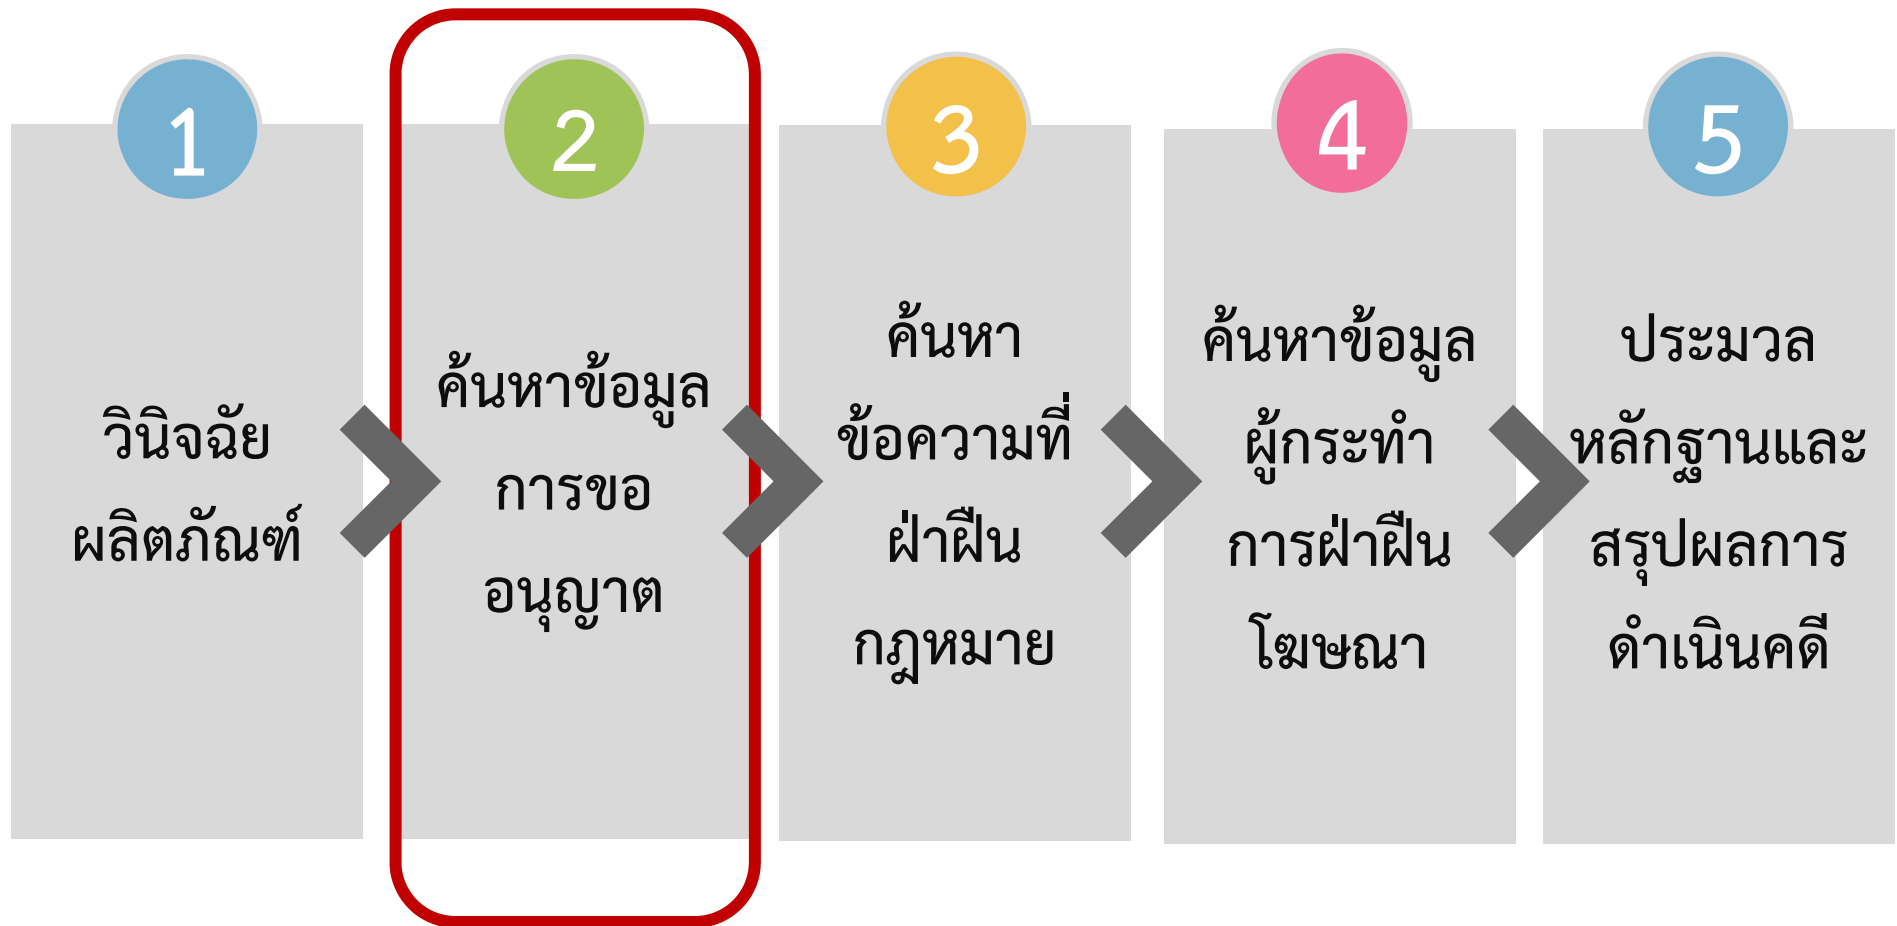 1
วินิจฉัย
ผลิตภัณฑ์
2
ค้นหาข้อมูล
การขอ
อนุญาต
3
ค้นหา
ข้อความที่
ฝ่าฝืน
กฎหมาย
4
ค้นหาข้อมูล
ผู้กระทำ
การฝ่าฝืน
โฆษณา
5
ประมวล
หลักฐานและ
สรุปผลการ
ดำเนินคดี